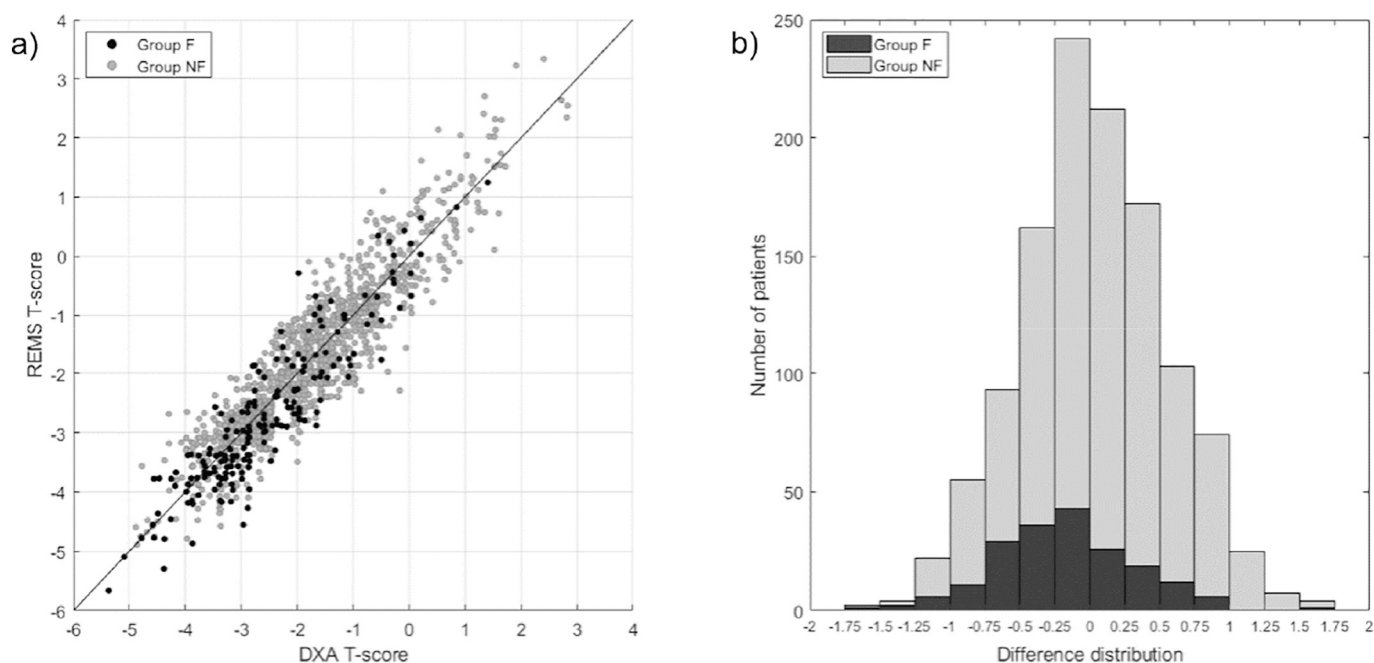 a)
Group F
Group NF
4
3
2
1
0
-1
-2
-3
-4
-5
-6
REMS T-score
-6 -5 -4 -3 -2 -1 0 1 2 3 4
DXA T-score
b)
Group F
Group NF
250
200
150
100
50
0
Number of patients
-2 -1.75 -1.5 -1.25 -1 -0.75 -0.5 -0.25 0 0.25 0.5 0.75 1 1.25 1.5 1.75 2
Difference distribution